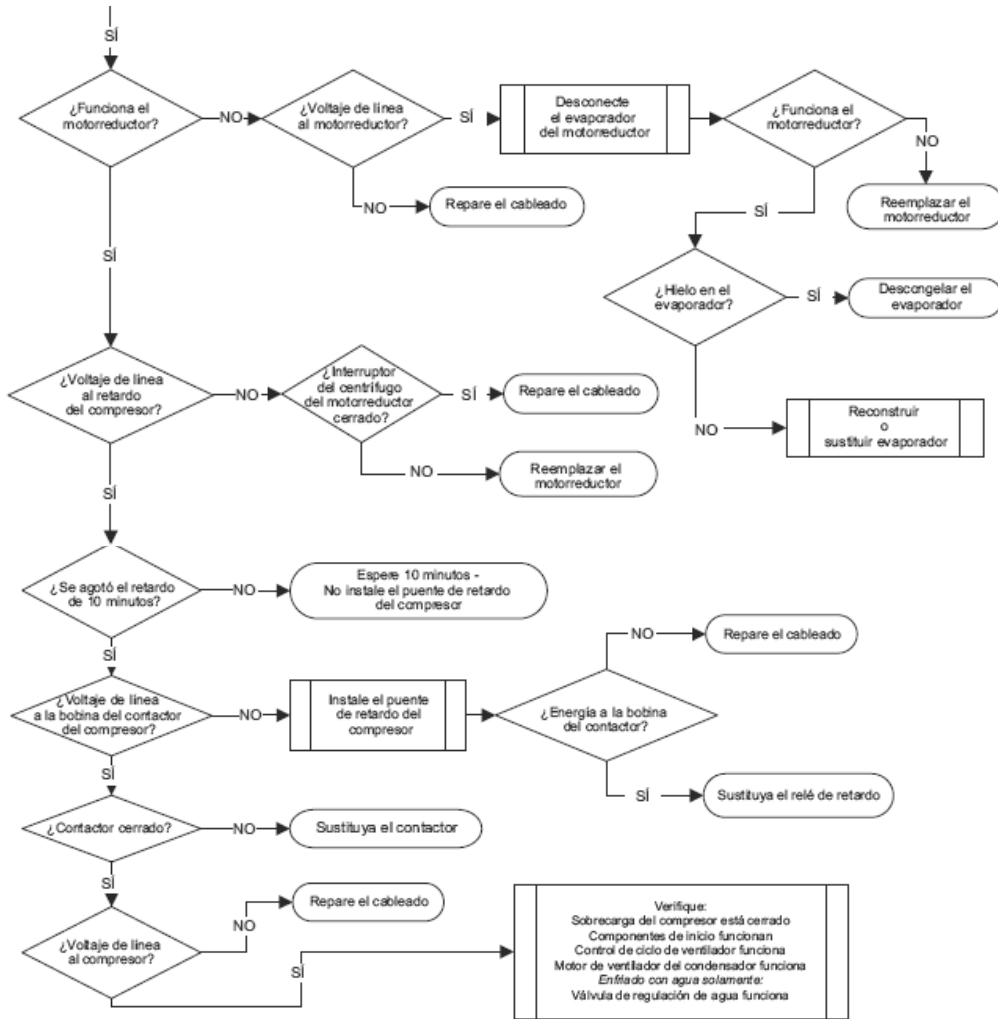 SÍ
¿Funciona el
motorreductor?
NO
¿Voltaje de línea
al motorreductor?
SÍ
Desconecte
el evaporador
del motorreductor
¿Funciona el
motorreductor?
NO
Reemplazar el
motorreductor
NO
Repare el cableado
SÍ
SÍ
¿Hielo en el
evaporador?
SÍ
Descongelar el
evaporador
NO
Reconstruir
o
sustituir evaporador
¿Voltaje de línea
al retardo
del compresor?
NO
¿Interruptor
del centrífugo
del motorreductor
cerrado?
SÍ
Repare el cableado
NO
Reemplazar el
motorreductor
SÍ
¿Se agotó el retardo
de 10 minutos?
NO
Espere 10 minutos -
No instale el puente de retardo
del compresor
SÍ
¿Voltaje de línea
a la bobina del contactor
del compresor?
NO
Instale el puente
de retardo del
compresor
¿Energía a la bobina
del contactor?
NO
Repare el cableado
SÍ
Sustituya el relé de retardo
SÍ
¿Contactor cerrado?
NO
Sustituya el contactor
SÍ
¿Voltaje de línea
al compresor?
NO
Repare el cableado
SÍ
Verifique:
Sobrecarga del compresor está cerrado
Componentes de inicio funcionan
Control de ciclo de ventilador funciona
Motor de ventilador del condensador funciona
Enfriado con agua solamente:
Válvula de regulación de agua funciona